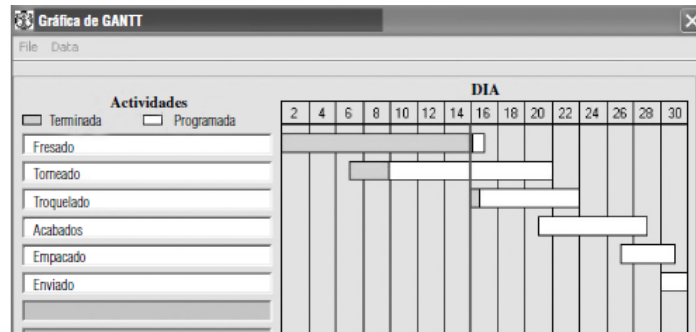 Gráfica de GANTT
File Data
DIA
Actividades
Terminada Programada
2 4 6 8 10 12 14 16 18 20 22 24 26 28 30
Fresado
Torneado
Troquelado
Acabados
Empacado
Enviado